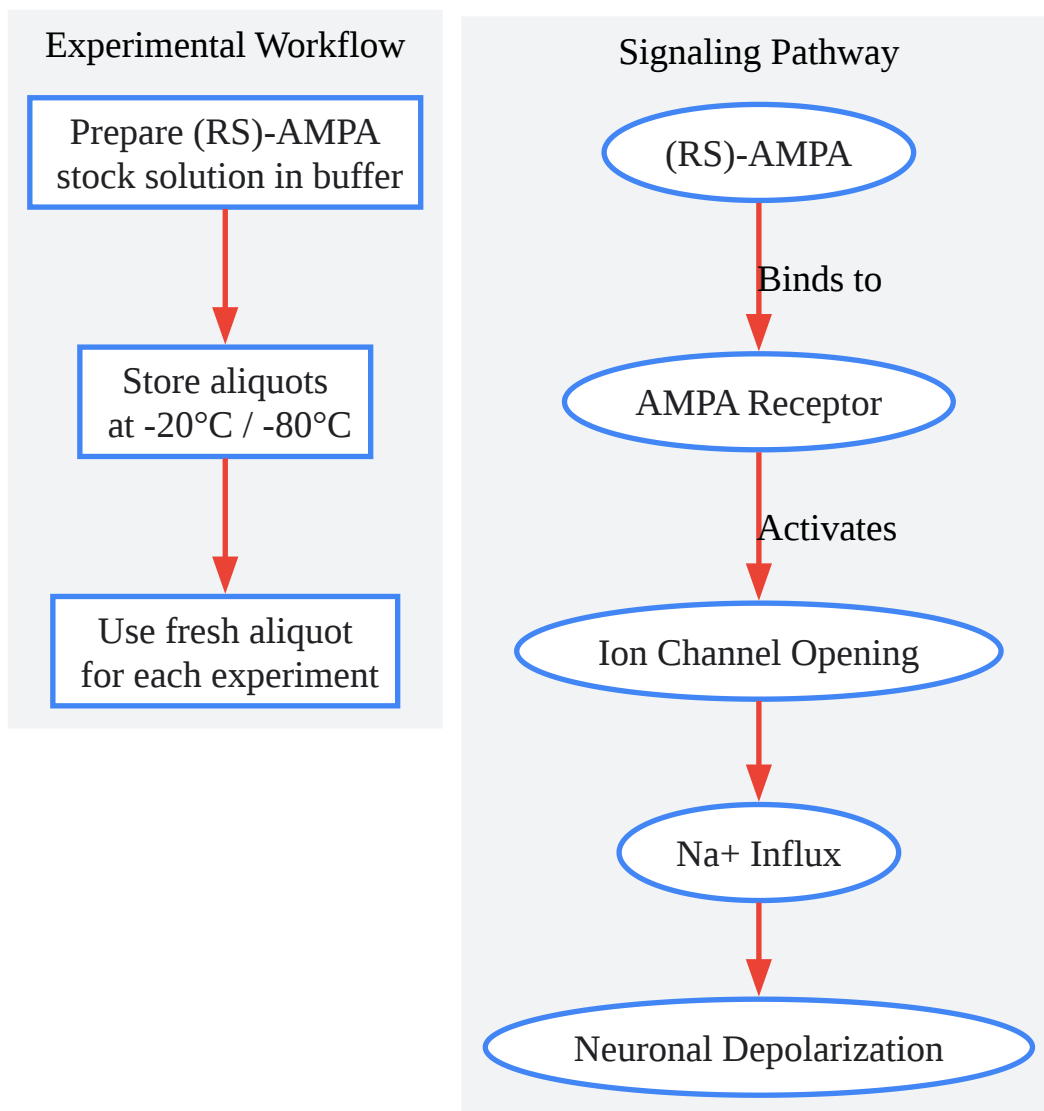 Experimental Workflow
Prepare (RS)-AMPA
stock solution in buffer
Store aliquots
at -20°C / -80°C
Use fresh aliquot
for each experiment
Signaling Pathway
(RS)-AMPA
Binds to
AMPA Receptor
Activates
Ion Channel Opening
Na+ Influx
Neuronal Depolarization